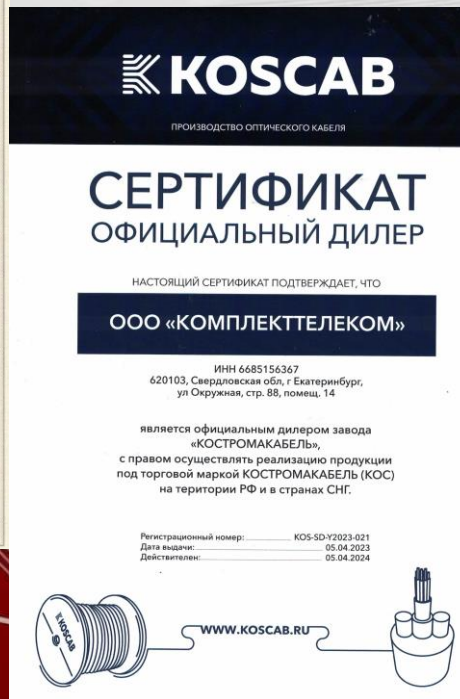 KOSCAB
ПРОИЗВОДСТВО ОПТИЧЕСКОГО КАБЕЛЯ
СЕРТИФИКАТ
ОФИЦИАЛЬНЫЙ ДИЛЕР
НАСТОЯЩИЙ СЕРТИФИКАТ ПОДТВЕРЖДАЕТ, ЧТО
ООО «КОМПЛЕКТТЕЛЕКОМ»
ИНН 6685156367
620103, Свердловская обл, г Екатеринбург,
ул Окружная, стр. 88, помещ. 14
является официальным дилером завода
«КОСТРОМАКАБЕЛЬ»,
с правом осуществлять реализацию продукции
под торговой маркой КОСТРОМАКАБЕЛЬ (КОС)
на територии РФ и в странах СНГ.
Регистрационный номер: KOS-SD-Y2023-021
Дата выдачи: 05.04.2023
Действителен: 05.04.2024
KOSCAB
WWW.KOSCAB.RU